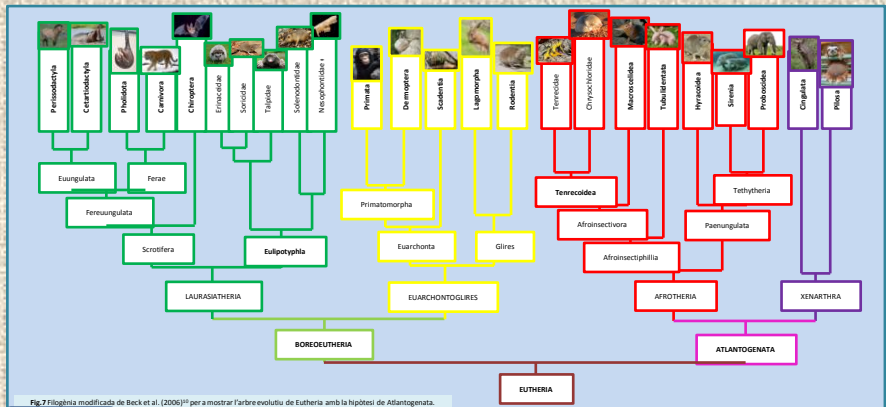 Perissodactyla
Cetartiodactyla
Pholidota
Carnivora
Chiroptera
Erinaceidae
Soricidae
Talpidae
Solenodontidae
Nesophontidae †
Primata
Dermoptera
Scadentia
Lagomorpha
Rodentia
Tenrecidae
Chrysochloridae
Macroscelidea
Tubulidentata
Hyracoidea
Sirenia
Proboscidea
Cingulata
Pilosa
Euungulata
Ferae
Tenrecoidea
Tethytheria
Primatomorpha
Fereuungulata
Afroinsectivora
Paenungulata
Scrotifera
Eulipotyphla
Euarchonta
Glires
Afroinsectiphillia
LAURASIATHERIA
EUARCHONTOGLIRES
AFROTHERIA
XENARTHRA
BOREOEUTHERIA
ATLANTOGENATA
EUTHERIA
Fig.7 Filogènia modificada de Beck et al. (2006)¹⁰ per a mostrar l'arbre evolutiu de Eutheria amb la hipòtesi de Atlantogenata.